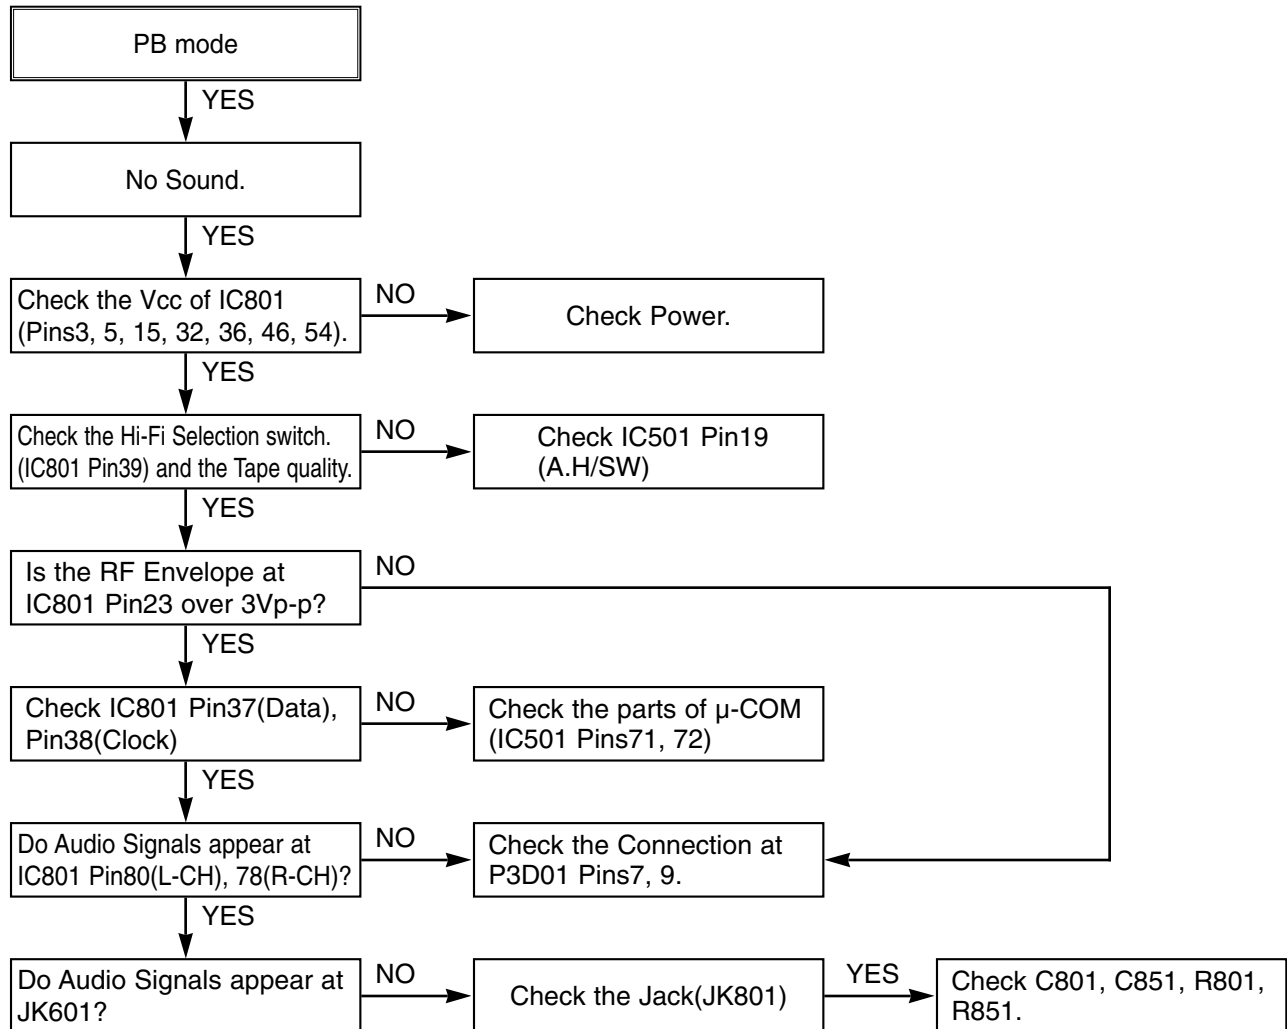 PB mode
YES
No Sound.
YES
Check the Vcc of IC801
(Pins3, 5, 15, 32, 36, 46, 54).
NO
Check Power.
YES
Check the Hi-Fi Selection switch.
(IC801 Pin39) and the Tape quality.
NO
Check IC501 Pin19
(A.H/SW)
YES
Is the RF Envelope at
IC801 Pin23 over 3Vp-p?
NO
YES
Check IC801 Pin37(Data),
Pin38(Clock)
NO
Check the parts of µ-COM
(IC501 Pins71, 72)
YES
Do Audio Signals appear at
IC801 Pin80(L-CH), 78(R-CH)?
NO
Check the Connection at
P3D01 Pins7, 9.
YES
Do Audio Signals appear at
JK601?
NO
Check the Jack(JK801)
YES
Check C801, C851, R801,
R851.